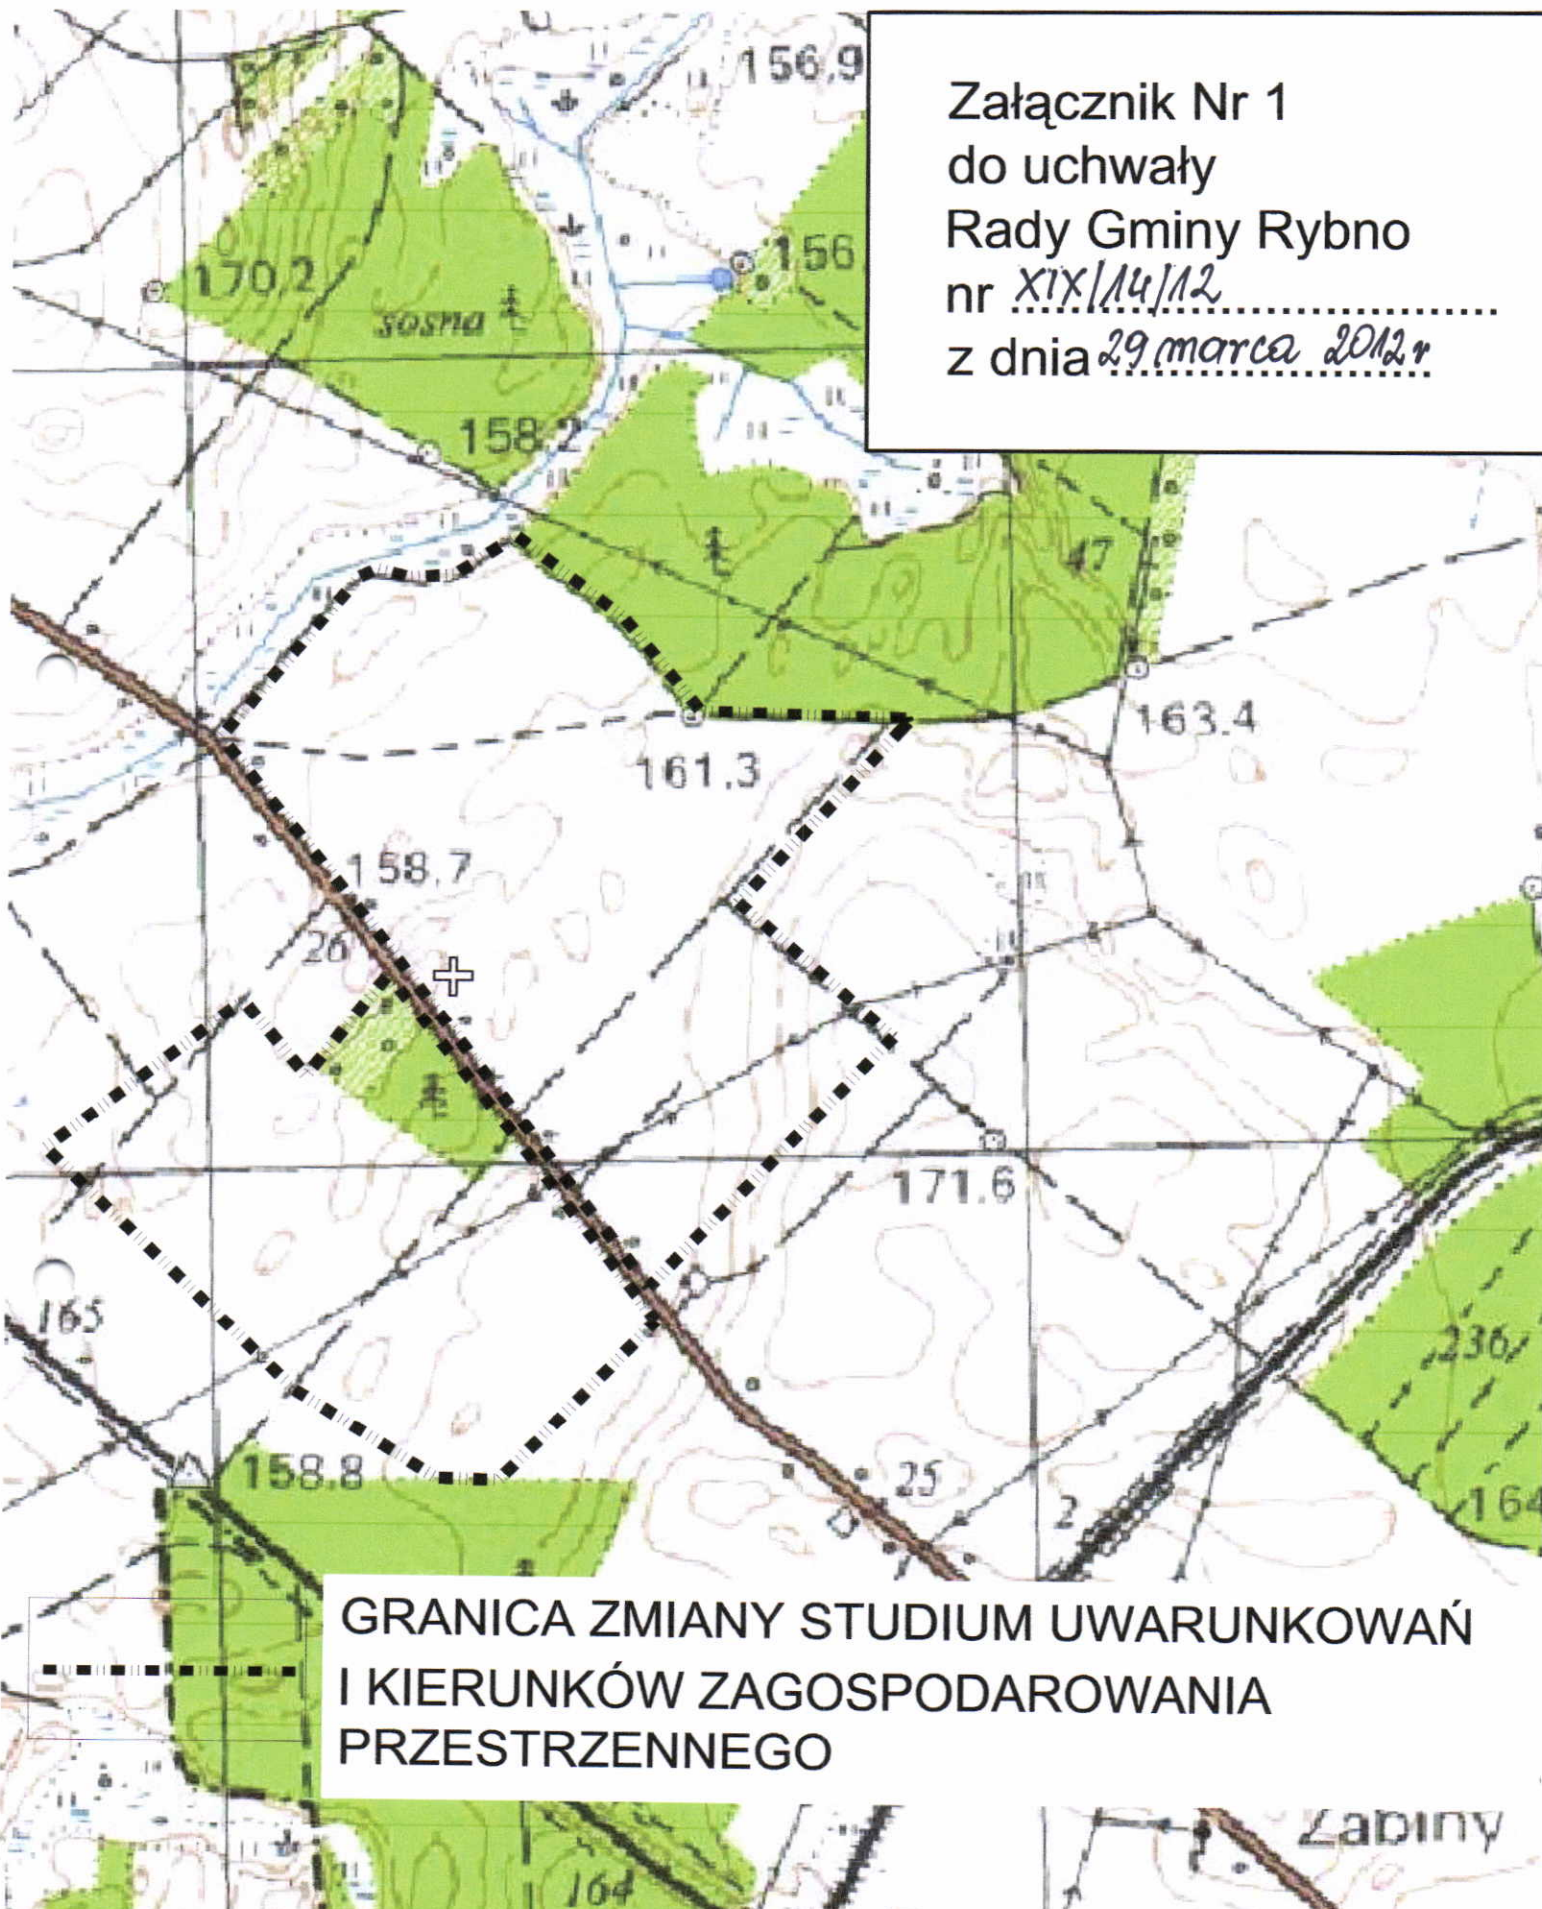 156,9
Załącznik Nr 1
do uchwały
Rady Gminy Rybno
nr XIX/14/12
z dnia 29 marca 2012 r
170,2
156
sosna
158,2
47
163.4
161.3
158,7
26
171.6
165
236
158.8
25
2
164
GRANICA ZMIANY STUDIUM UWARUNKOWAŃ
I KIERUNKÓW ZAGOSPODAROWANIA
PRZESTRZENNEGO
Żabiny
164